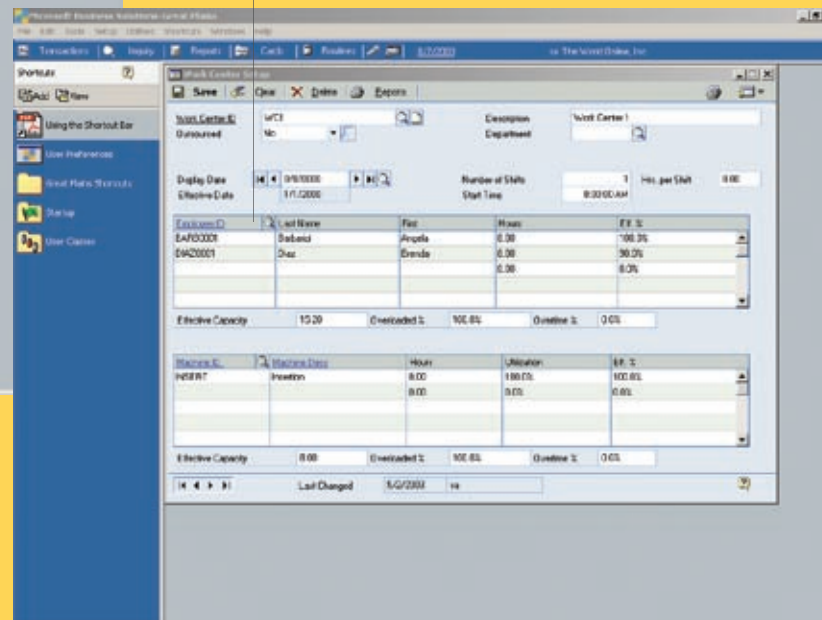 Microsoft Business Solutions-Great Plains
File Edit Tools Setup Utilities Shortcuts Windows Help
Transactions Inquiry Reports Cards Routines sa The World Online, Inc.
Shortcuts
Add New
Using the Shortcut Bar
User Preferences
Great Plains Shortcuts
Startup
User Classes
Work Center Setup
Save Clear Delete Reports
Work Center ID WC1 Description Work Center 1
Outsourced No Department
Display Date Number of Shifts 1 Hrs. per Shift 8.00
Effective Date 1/1/2000 Start Time 8:00:00 AM
Employee ID Last Name First Hours Eff. %
Angela 8.00 100.0%
DIAZ0001 Diaz Brenda 8.00 90.0%
0.00 0.0%
Effective Capacity 15.20 Overloaded % 100.0% Overtime % 0.0%
Machine ID Machine Desc Hours Utilization Eff. %
INSERT Insertion 8.00 100.0% 100.0%
0.00 0.0% 0.0%
Effective Capacity 8.00 Overloaded % 100.0% Overtime % 0.0%
Last Changed sa